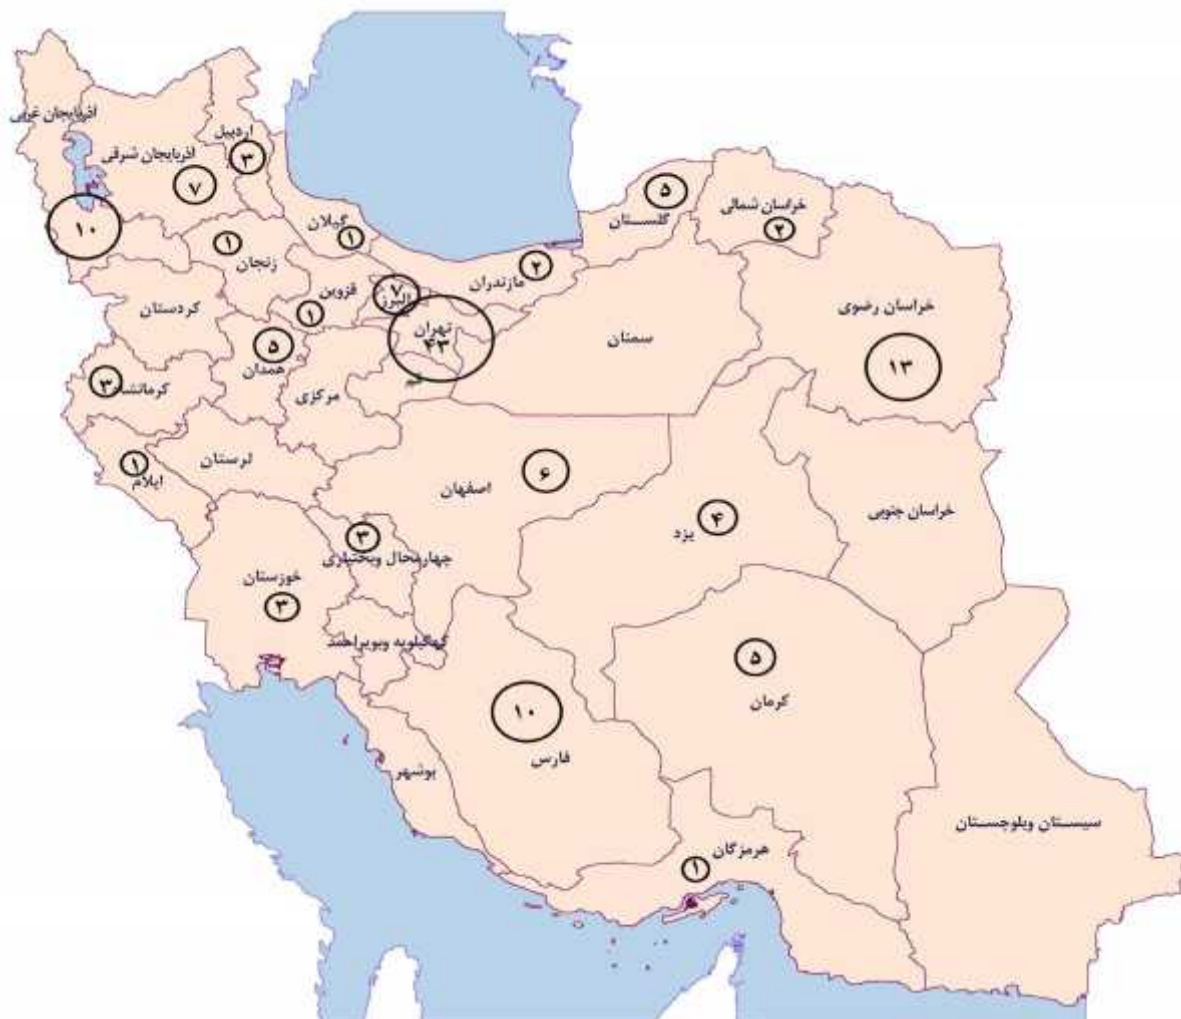 آذربایجان غربی
آذربایجان شرقی
اردبیل
۳
۷
۱۰
گیلان
۱
۱
زنجان
قزوین
۱
۷
البرز
تهران
۴۳
قم
مازندران
۲
۵
گلستان
خراسان شمالی
۲
خراسان رضوی
۱۳
سمنان
کردستان
۵
همدان
۳
کرمانشاه
مرکزی
۱
ایلام
لرستان
اصفهان
۶
۴
یزد
خراسان جنوبی
۳
چهارمحال وبختیاری
خوزستان
۳
کهگیلویه وبویراحمد
۵
کرمان
۱۰
فارس
بوشهر
سیستان وبلوچستان
هرمزگان
۱